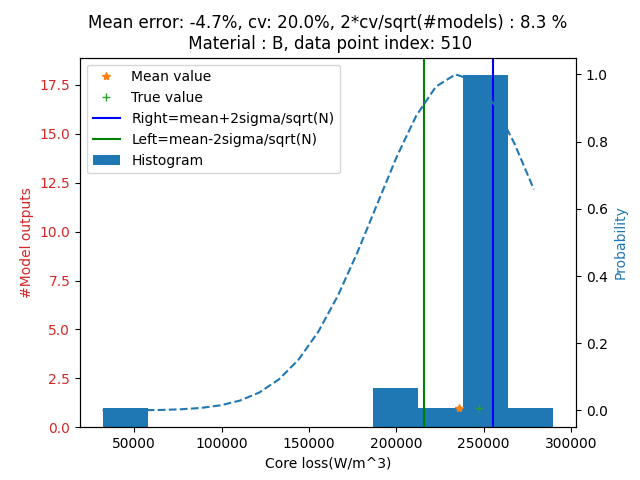 Mean error: -4.7%, cv: 20.0%, 2*cv/sqrt(#models) : 8.3 %
Material : B, data point index: 510
Mean value
True value
Right=mean+2sigma/sqrt(N)
Left=mean-2sigma/sqrt(N)
Histogram
#Model outputs
17.5
15.0
12.5
10.0
7.5
5.0
2.5
0.0
1.0
0.8
0.6
0.4
0.2
0.0
Probability
50000 100000 150000 200000 250000 300000
Core loss(W/m^3)